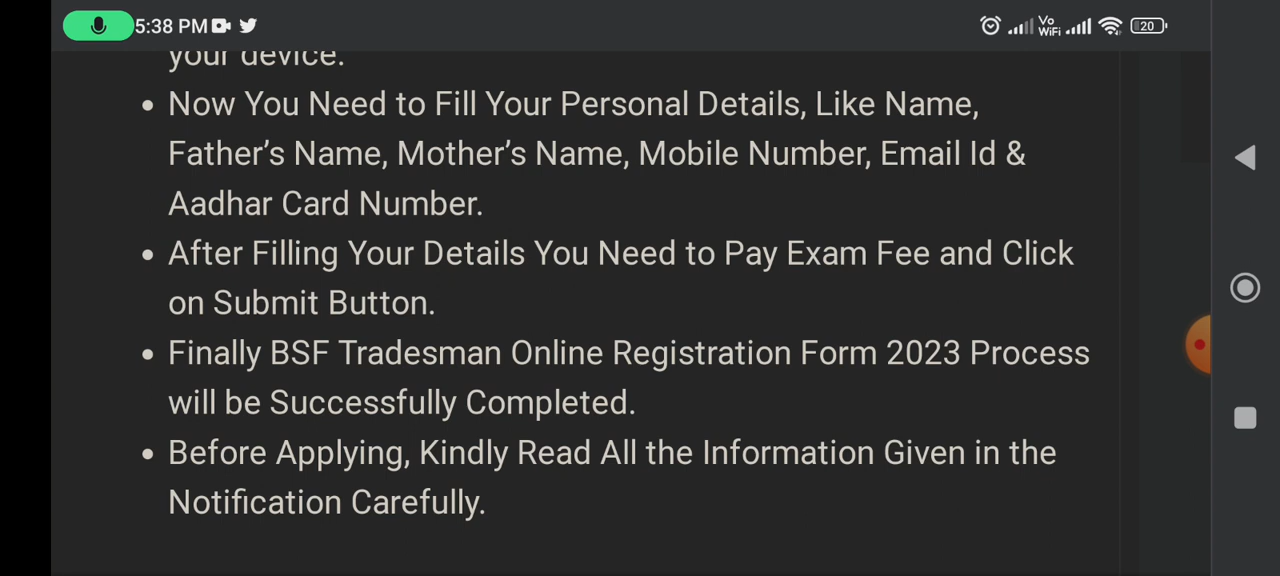 5:38 PM
Vo
WiFi
20
your device.
Now You Need to Fill Your Personal Details, Like Name,
Father’s Name, Mother’s Name, Mobile Number, Email Id &
Aadhar Card Number.
After Filling Your Details You Need to Pay Exam Fee and Click
on Submit Button.
Finally BSF Tradesman Online Registration Form 2023 Process
will be Successfully Completed.
Before Applying, Kindly Read All the Information Given in the
Notification Carefully.